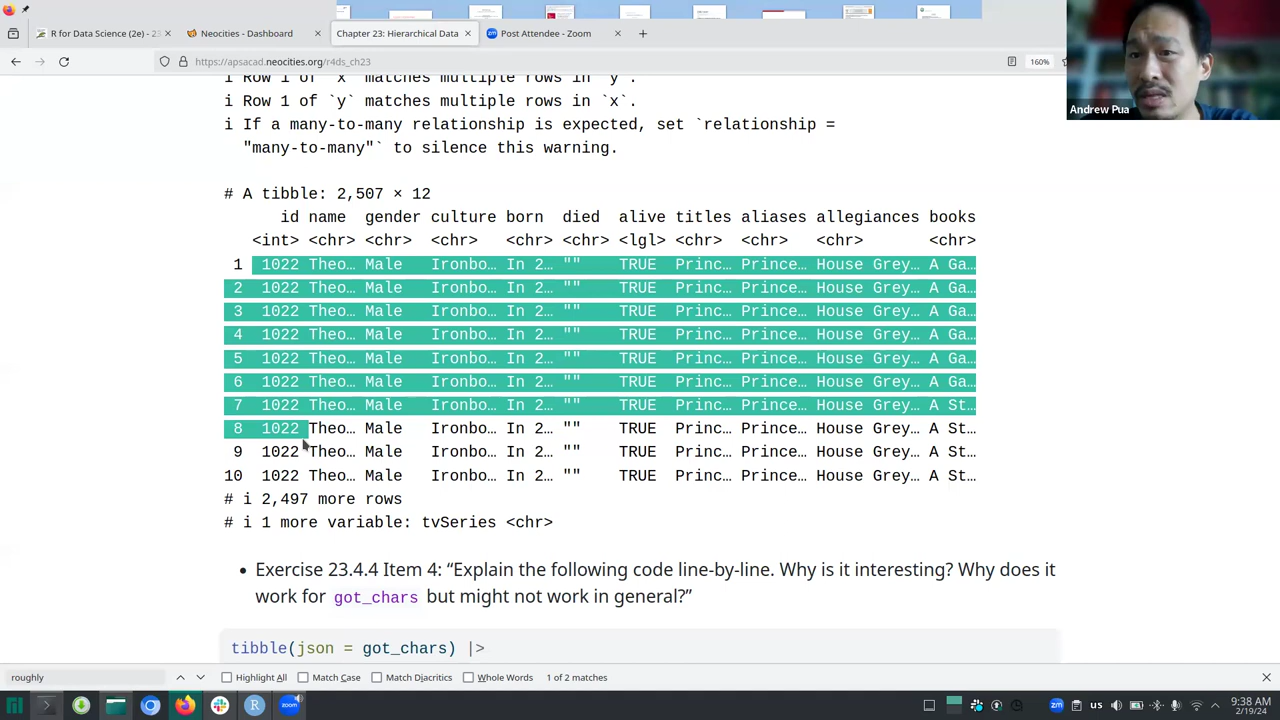 R for Data Science (2e) - 23
Neocities - Dashboard
Chapter 23: Hierarchical Data
Post Attendee - Zoom
https://apsacad.neocities.org/r4ds_ch23
160%
Andrew Pua
i Row 1 of `x` matches multiple rows in `y`.
i Row 1 of `y` matches multiple rows in `x`.
i If a many-to-many relationship is expected, set `relationship =
"many-to-many"` to silence this warning.
# A tibble: 2,507 × 12
id name gender culture born died alive titles aliases allegiances books
<int> <chr> <chr> <chr> <chr> <chr> <lgl> <chr> <chr> <chr> <chr>
1 1022 Theo… Male Ironbo… In 2… "" TRUE Princ… Prince… House Grey… A Ga…
2 1022 Theo… Male Ironbo… In 2… "" TRUE Princ… Prince… House Grey… A Ga…
3 1022 Theo… Male Ironbo… In 2… "" TRUE Princ… Prince… House Grey… A Ga…
4 1022 Theo… Male Ironbo… In 2… "" TRUE Princ… Prince… House Grey… A Ga…
5 1022 Theo… Male Ironbo… In 2… "" TRUE Princ… Prince… House Grey… A Ga…
6 1022 Theo… Male Ironbo… In 2… "" TRUE Princ… Prince… House Grey… A Ga…
7 1022 Theo… Male Ironbo… In 2… "" TRUE Princ… Prince… House Grey… A St…
8 1022 Theo… Male Ironbo… In 2… "" TRUE Princ… Prince… House Grey… A St…
9 1022 Theo… Male Ironbo… In 2… "" TRUE Princ… Prince… House Grey… A St…
10 1022 Theo… Male Ironbo… In 2… "" TRUE Princ… Prince… House Grey… A St…
# i 2,497 more rows
# i 1 more variable: tvSeries <chr>
• Exercise 23.4.4 Item 4: “Explain the following code line-by-line. Why is it interesting? Why does it
work for got_chars but might not work in general?”
tibble(json = got_chars) |>
roughly
Highlight All
Match Case
Match Diacritics
Whole Words
1 of 2 matches
us
9:38 AM
2/19/24